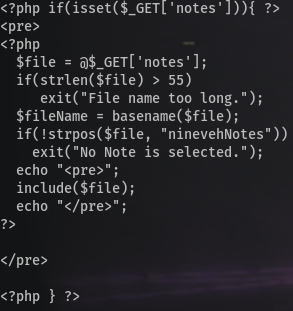 <?php if(isset($_GET['notes'])){ ?>
<pre>
<?php
  $file = @$_GET['notes'];
  if(strlen($file) > 55)
     exit("File name too long.");
  $fileName = basename($file);
  if(!strpos($file, "ninevehNotes"))
    exit("No Note is selected.");
  echo "<pre>";
  include($file);
  echo "</pre>";
?>

</pre>

<?php } ?>